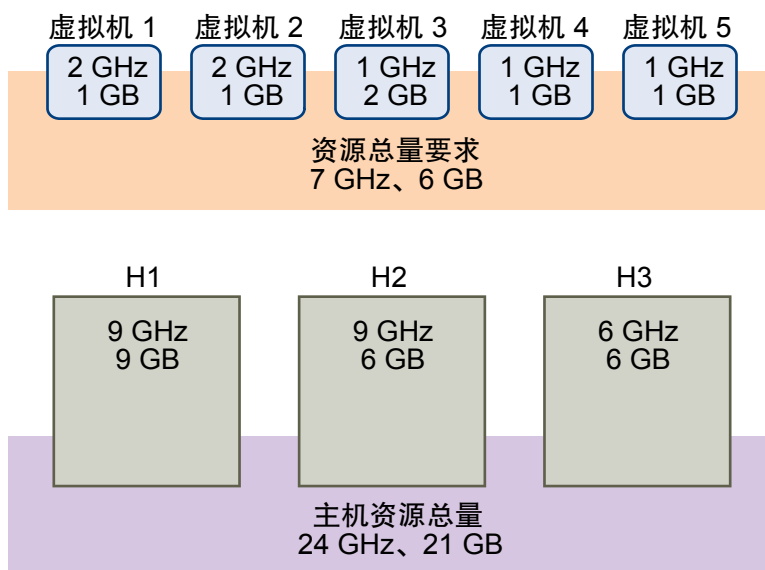 虚拟机 1 虚拟机 2 虚拟机 3 虚拟机 4 虚拟机 5
2 GHz 2 GHz 1 GHz 1 GHz 1 GHz
1 GB 1 GB 2 GB 1 GB 1 GB
资源总量要求
7 GHz、6 GB
H1 H2 H3
9 GHz 9 GHz 6 GHz
9 GB 6 GB 6 GB
主机资源总量
24 GHz、21 GB